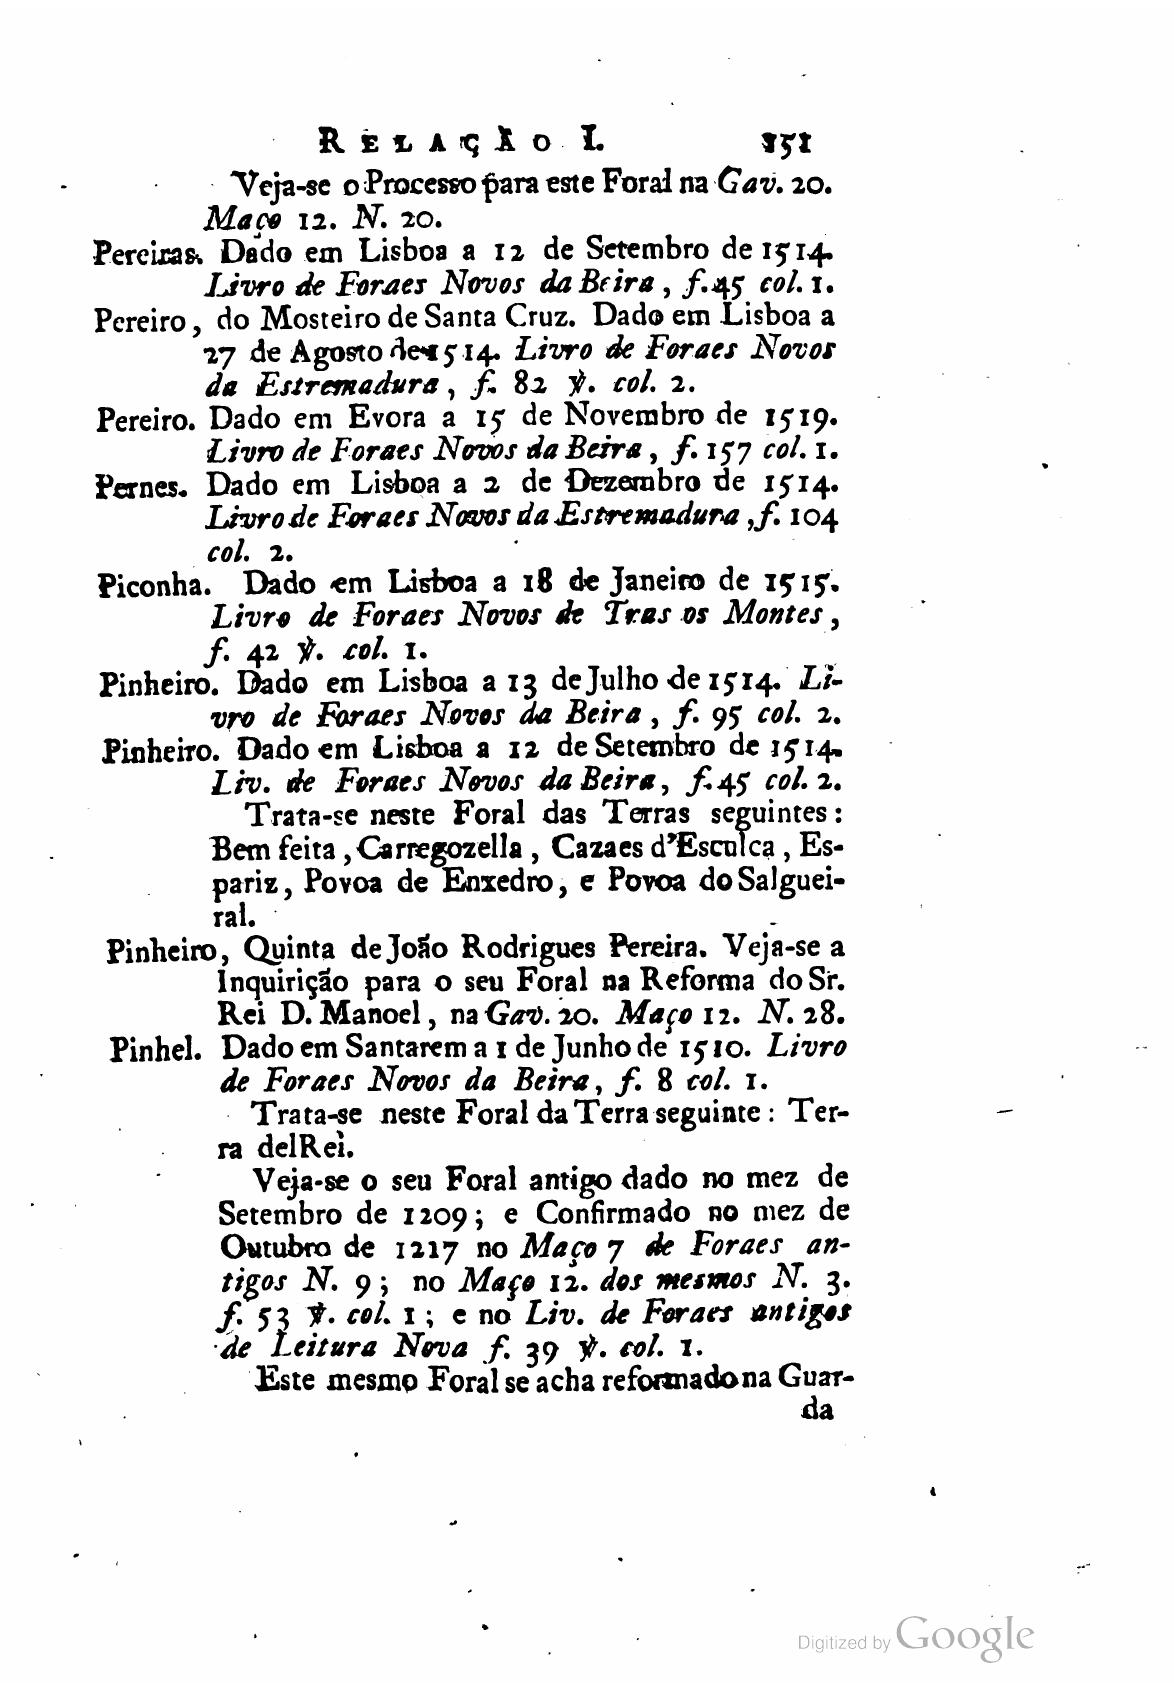 RELAÇÃO I. 151
Veja-se o Processo para este Foral na Gav. 20.
Maço 12. N. 20.
Pereiras. Dado em Lisboa a 12 de Setembro de 1514.
Livro de Foraes Novos da Beira, f. 45 col. 1.
Pereiro, do Mosteiro de Santa Cruz. Dado em Lisboa a
27 de Agosto de 1514. Livro de Foraes Novos
da Estremadura, f. 82 ℣. col. 2.
Pereiro. Dado em Evora a 15 de Novembro de 1519.
Livro de Foraes Novos da Beira, f. 157 col. 1.
Pernes. Dado em Lisboa a 2 de Dezembro de 1514.
Livro de Foraes Novos da Estremadura, f. 104
col. 2.
Piconha. Dado em Lisboa a 18 de Janeiro de 1515.
Livro de Foraes Novos de Tras os Montes,
f. 42 ℣. col. 1.
Pinheiro. Dado em Lisboa a 13 de Julho de 1514. Li-
vro de Foraes Novos da Beira, f. 95 col. 2.
Pinheiro. Dado em Lisboa a 12 de Setembro de 1514.
Liv. de Foraes Novos da Beira, f. 45 col. 2.
Trata-se neste Foral das Terras seguintes:
Bem feita, Carregozella, Cazaes d'Esculca, Es-
pariz, Povoa de Enxedro, e Povoa do Salguei-
ral.
Pinheiro, Quinta de João Rodrigues Pereira. Veja-se a
Inquirição para o seu Foral na Reforma do Sr.
Rei D. Manoel, na Gav. 20. Maço 12. N. 28.
Pinhel. Dado em Santarem a 1 de Junho de 1510. Livro
de Foraes Novos da Beira, f. 8 col. 1.
Trata-se neste Foral da Terra seguinte: Ter-
ra delRei.
Veja-se o seu Foral antigo dado no mez de
Setembro de 1209; e Confirmado no mez de
Outubro de 1217 no Maço 7 de Foraes an-
tigos N. 9; no Maço 12. dos mesmos N. 3.
f. 53 ℣. col. 1; e no Liv. de Foraes antigos
de Leitura Nova f. 39 ℣. col. 1.
Este mesmo Foral se acha reformado na Guar-
da
Digitized by Google